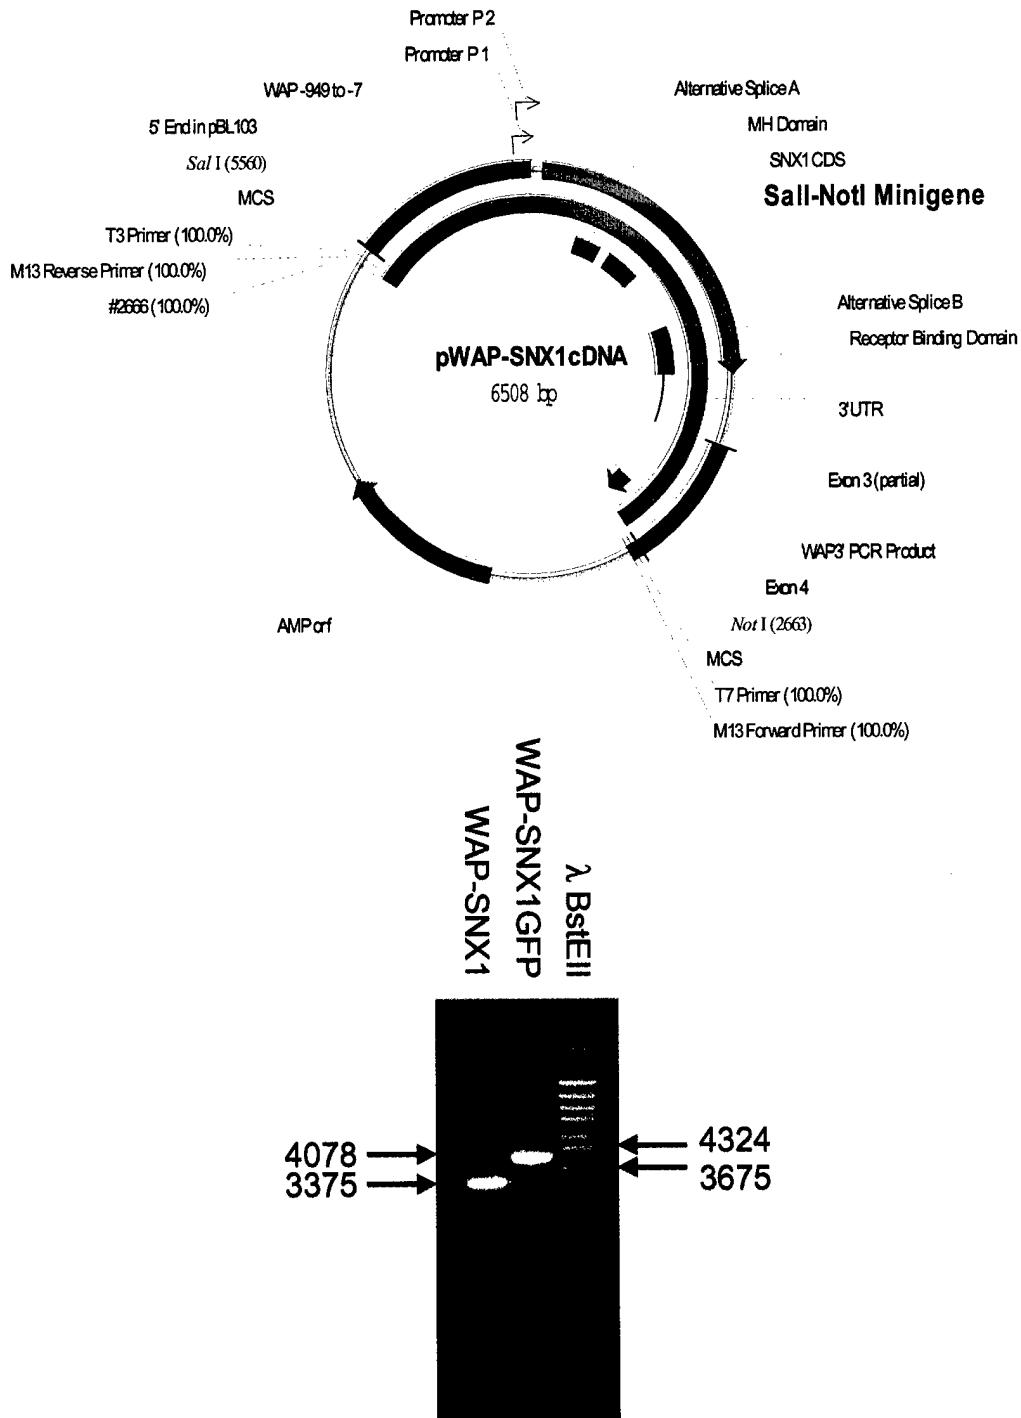 Promoter P 2
Promoter P 1
WAP -949 to -7
Alternative Splice A
5' End in pBL103
MH Domain
Sal I (5560)
SNX1 CDS
MCS
SalI-NotI Minigene
T3 Primer (100.0%)
M13 Reverse Primer (100.0%)
#2666 (100.0%)
Alternative Splice B
Receptor Binding Domain
pWAP-SNX1cDNA
6508 bp
3'UTR
Exon 3 (partial)
WAP3' PCR Product
Exon 4
AMP orf
Not I (2663)
MCS
T7 Primer (100.0%)
M13 Forward Primer (100.0%)
WAP-SNX1
WAP-SNX1GFP
λ BstEII
4078
4324
3375
3675